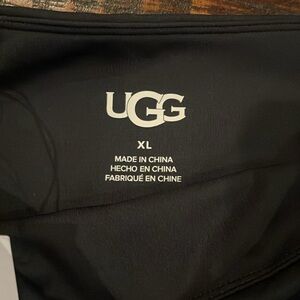 UGG
XL
MADE IN CHINA
HECHO EN CHINA
FABRIQUÉ EN CHINE